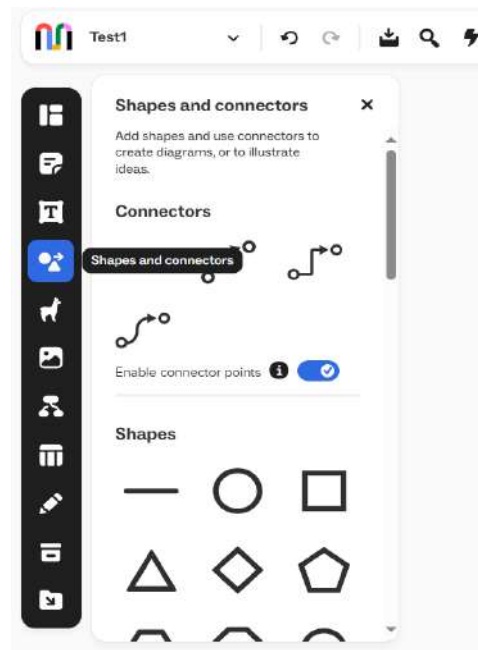 Test1
Shapes and connectors
Add shapes and use connectors to
create diagrams, or to illustrate
ideas.
Connectors
Shapes and connectors
Enable connector points
Shapes